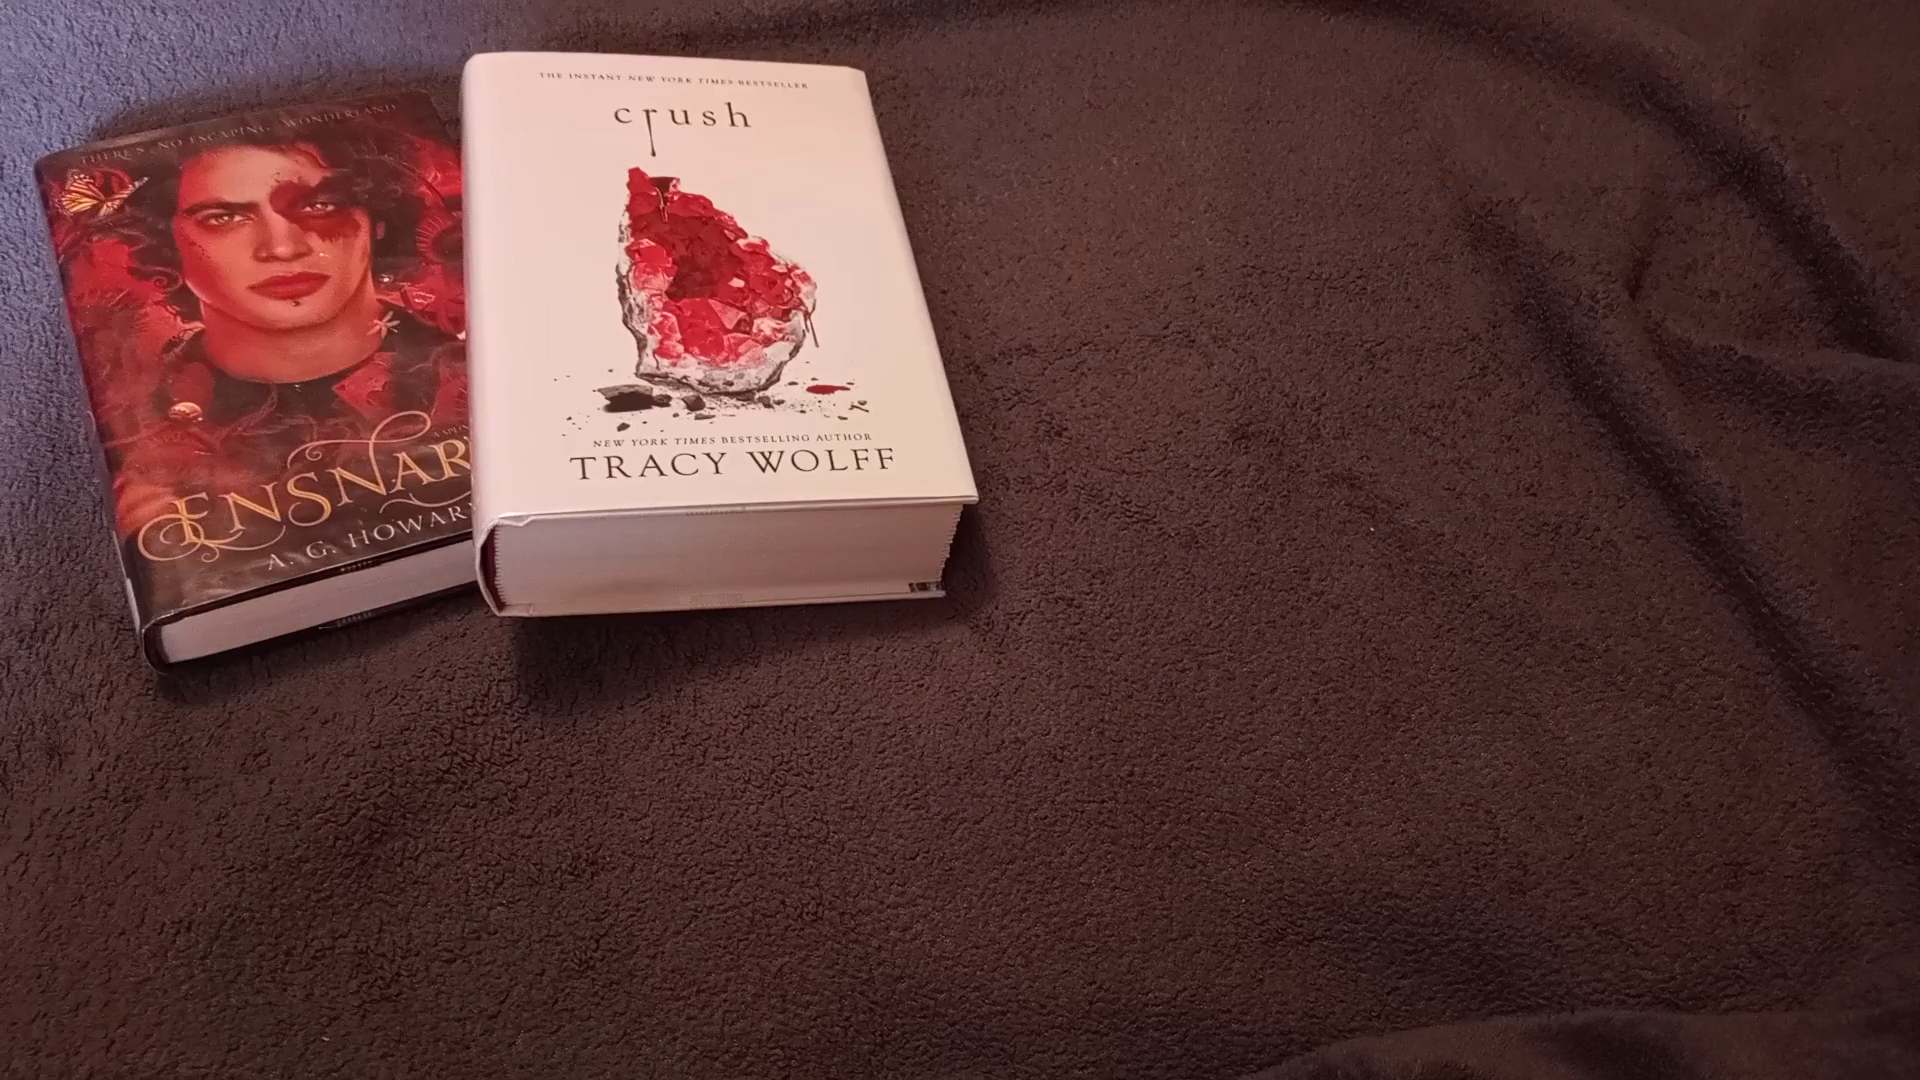 THERE'S NO ESCAPING WONDERLAND
ENSNAR
A. G. HOWAR
THE INSTANT NEW YORK TIMES BESTSELLER
crush
NEW YORK TIMES BESTSELLING AUTHOR
TRACY WOLFF